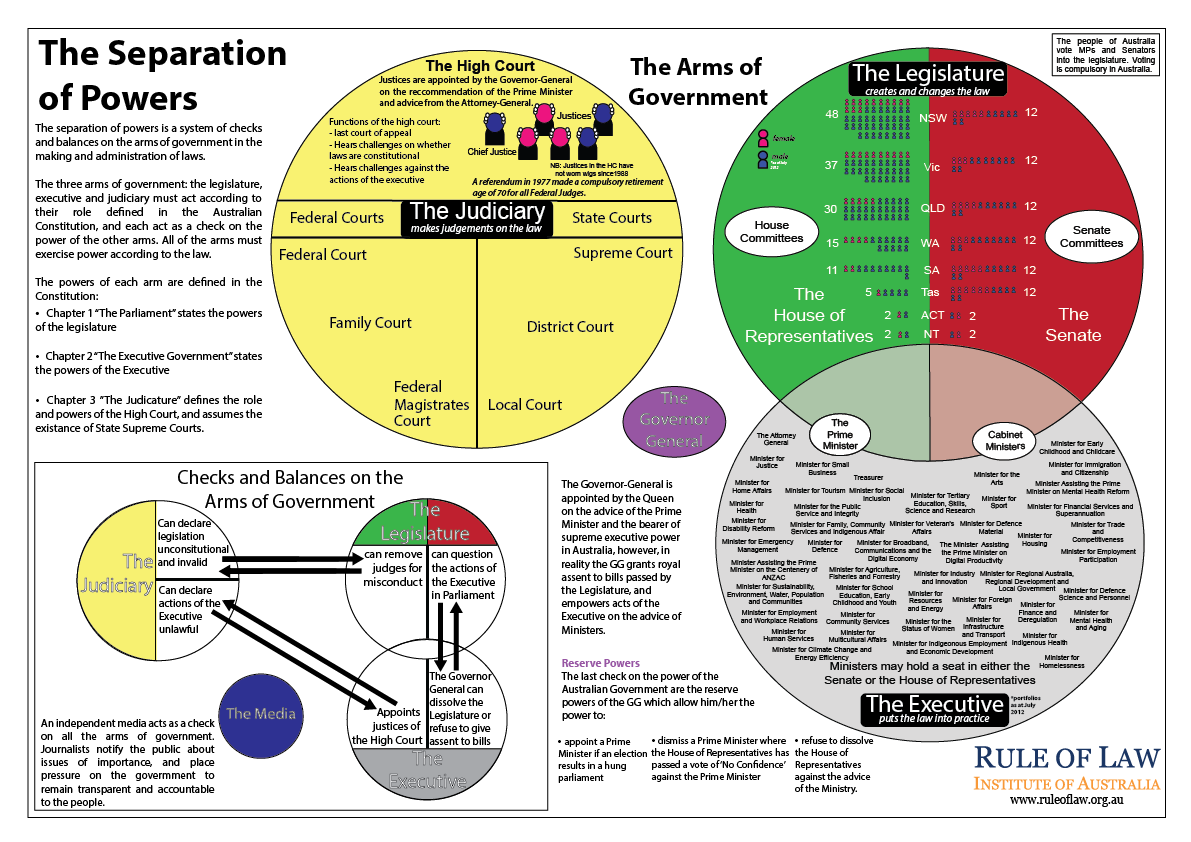 The Separation
of Powers
The separation of powers is a system of checks
and balances on the arms of government in the
making and administration of laws.
The three arms of government: the legislature,
executive and judiciary must act according to
their role defined in the Australian
Constitution, and each act as a check on the
power of the other arms. All of the arms must
exercise power according to the law.
The powers of each arm are defined in the
Constitution:
• Chapter 1 “The Parliament” states the powers
of the legislature
• Chapter 2 “The Executive Government” states
the powers of the Executive
• Chapter 3 “The Judicature” defines the role
and powers of the High Court, and assumes the
existance of State Supreme Courts.
The High Court
Justices are appointed by the Governor-General
on the recommendation of the Prime Minister
and advice from the Attorney-General.
Functions of the high court:
- last court of appeal
- Hears challenges on whether
laws are constitutional
- Hears challenges against the
actions of the executive
Justices
Chief Justice
NB: Justices in the HC have
not worn wigs since1988
A referendum in 1977 made a compulsory retirement
age of 70 for all Federal Judges.
Federal Courts
The Judiciary
makes judgements on the law
State Courts
Federal Court
Supreme Court
Family Court
District Court
Federal
Magistrates
Court
Local Court
The Arms of
Government
The people of Australia
vote MPs and Senators
into the legislature. Voting
is compulsory in Australia.
The Legislature
creates and changes the law
female
male
48 NSW 12
37 Vic 12
30 QLD 12
15 WA 12
11 SA 12
5 Tas 12
2 ACT 2
2 NT 2
House
Committees
Senate
Committees
The
House of
Representatives
The
Senate
The
Governor
General
The
Prime
Minister
Cabinet
Ministers
The Attorney
General
Minister for
Justice
Minister for Small
Business
Treasurer
Minister for the
Arts
Minister for Early
Childhood and Childcare
Minister for Immigration
and Citizenship
Minister for
Home Affairs
Minister for Tourism
Minister for Social
Inclusion
Minister for Tertiary
Education, Skills,
Science and Research
Minister for
Sport
Minister Assisting the Prime
Minister on Mental Health Reform
Minister for
Health
Minister for the Public
Service and Integrity
Minister for Financial Services and
Superannuation
Minister for
Disability Reform
Minister for Family, Community
Services and Indigenous Affair
Minister for Veteran's
Affairs
Minister for Defence
Material
Minister for
Housing
Minister for Trade
and
Competitiveness
Minister for Emergency
Management
Minister for
Defence
Minister for Broadband,
Communications and the
Digital Economy
The Minister Assisting
the Prime Minister on
Digital Productivity
Minister for Employment
Participation
Minister Assisting the Prime
Minister on the Centenery of
ANZAC
Minister for Agriculture,
Fisheries and Forrestry
Minister for Industry
and Innovation
Minister for Regional Australia,
Regional Development and
Local Government
Minister for Sustainability,
Environment, Water, Population
and Communities
Minister for School
Education, Early
Childhood and Youth
Minister for
Resources
and Energy
Minister for Foreign
Affairs
Minister for Defence
Science and Personnel
Minister for Employment
and Workplace Relations
Minister for
Community Services
Minister for the
Status of Women
Minister for
Infrastructure
and Transport
Minister for
Finance and
Deregulation
Minister for
Mental Health
and Aging
Minister for
Human Services
Minister for
Multicultural Affairs
Minister for Indigeonous Employment
and Economic Development
Minister for
Indigenous Health
Minister for Climate Change and
Energy Efficiency
Minister for
Homelessness
Ministers may hold a seat in either the
Senate or the House of Representatives
The Executive
puts the law into practice
*portfolios
as at July
2012
Checks and Balances on the
Arms of Government
The
Judiciary
Can declare
legislation
unconsitutional
and invalid
Can declare
actions of the
Executive
unlawful
The
Legislature
can remove
judges for
misconduct
can question
the actions of
the Executive
in Parliament
Appoints
justices of
the High Court
The Governor
General can
dissolve the
Legislature or
refuse to give
assent to bills
The
Executive
The Media
An independent media acts as a check
on all the arms of government.
Journalists notify the public about
issues of importance, and place
pressure on the government to
remain transparent and accountable
to the people.
The Governor-General is
appointed by the Queen
on the advice of the Prime
Minister and the bearer of
supreme executive power
in Australia, however, in
reality the GG grants royal
assent to bills passed by
the Legislature, and
empowers acts of the
Executive on the advice of
Ministers.
Reserve Powers
The last check on the power of the
Australian Government are the reserve
powers of the GG which allow him/her the
power to:
• appoint a Prime
Minister if an election
results in a hung
parliament
• dismiss a Prime Minister where
the House of Representatives has
passed a vote of ‘No Confidence’
against the Prime Minister
• refuse to dissolve
the House of
Representatives
against the advice
of the Ministry.
RULE OF LAW
INSTITUTE OF AUSTRALIA
www.ruleoflaw.org.au